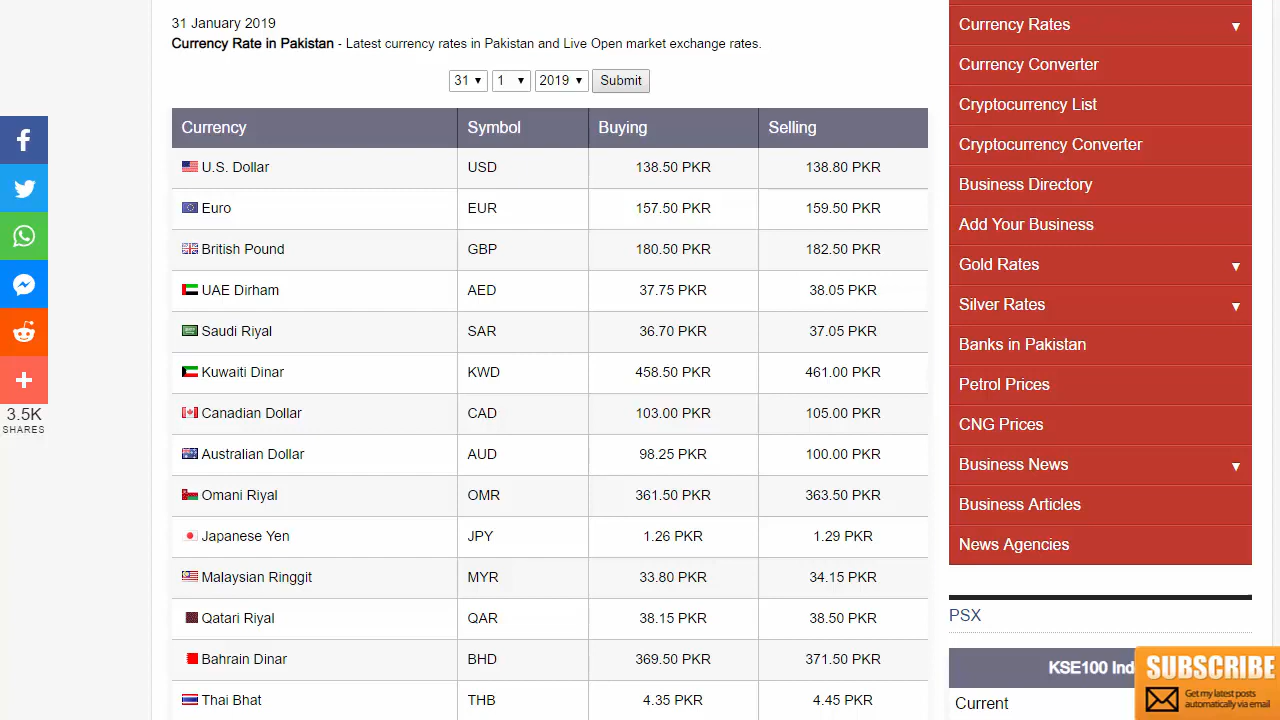 31 January 2019
Currency Rate in Pakistan - Latest currency rates in Pakistan and Live Open market exchange rates.
31 1 2019 Submit
Currency Symbol Buying Selling
U.S. Dollar USD 138.50 PKR 138.80 PKR
Euro EUR 157.50 PKR 159.50 PKR
British Pound GBP 180.50 PKR 182.50 PKR
UAE Dirham AED 37.75 PKR 38.05 PKR
Saudi Riyal SAR 36.70 PKR 37.05 PKR
Kuwaiti Dinar KWD 458.50 PKR 461.00 PKR
Canadian Dollar CAD 103.00 PKR 105.00 PKR
Australian Dollar AUD 98.25 PKR 100.00 PKR
Omani Riyal OMR 361.50 PKR 363.50 PKR
Japanese Yen JPY 1.26 PKR 1.29 PKR
Malaysian Ringgit MYR 33.80 PKR 34.15 PKR
Qatari Riyal QAR 38.15 PKR 38.50 PKR
Bahrain Dinar BHD 369.50 PKR 371.50 PKR
Thai Bhat THB 4.35 PKR 4.45 PKR
3.5K
SHARES
Currency Rates
Currency Converter
Cryptocurrency List
Cryptocurrency Converter
Business Directory
Add Your Business
Gold Rates
Silver Rates
Banks in Pakistan
Petrol Prices
CNG Prices
Business News
Business Articles
News Agencies
PSX
KSE100 Ind
Current
SUBSCRIBE
Get my latest posts
automatically via email